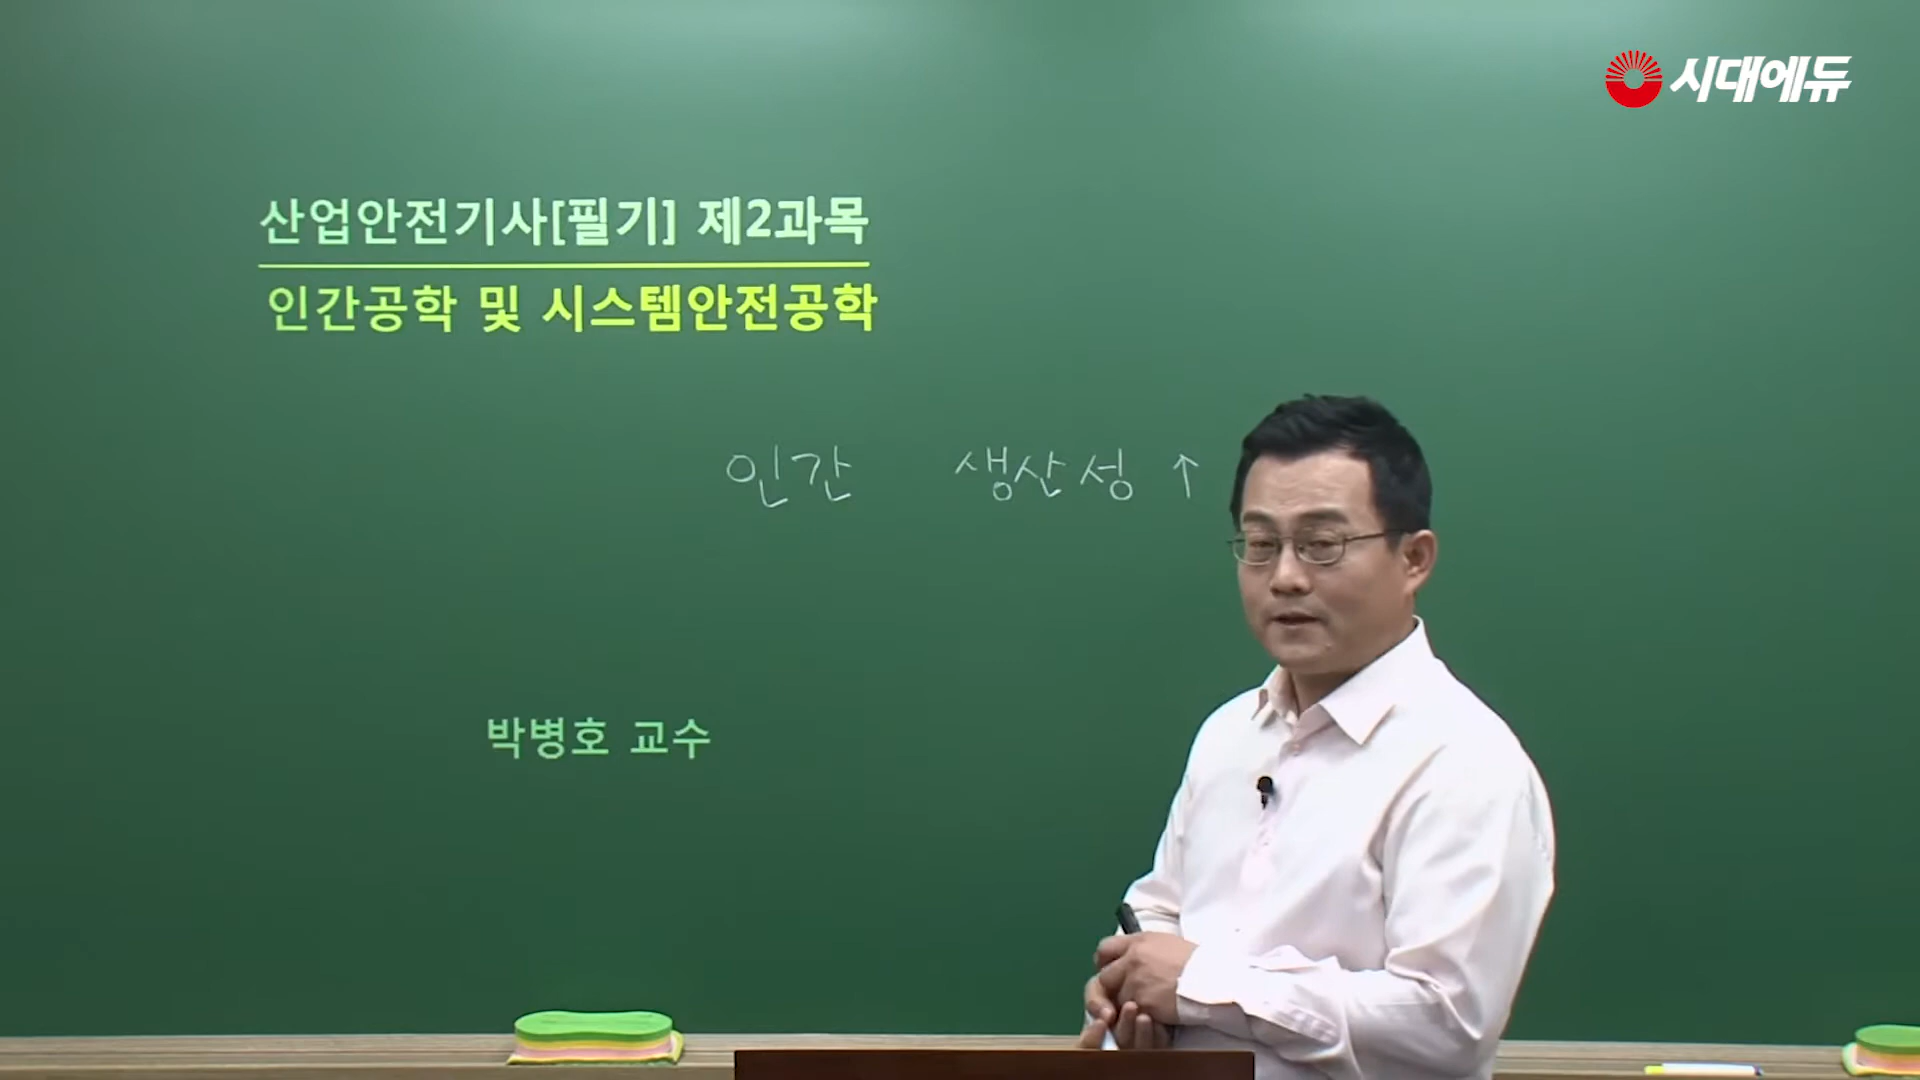 시대에듀
산업안전기사[필기] 제2과목
인간공학 및 시스템안전공학
인간 생산성 ↑
박병호 교수